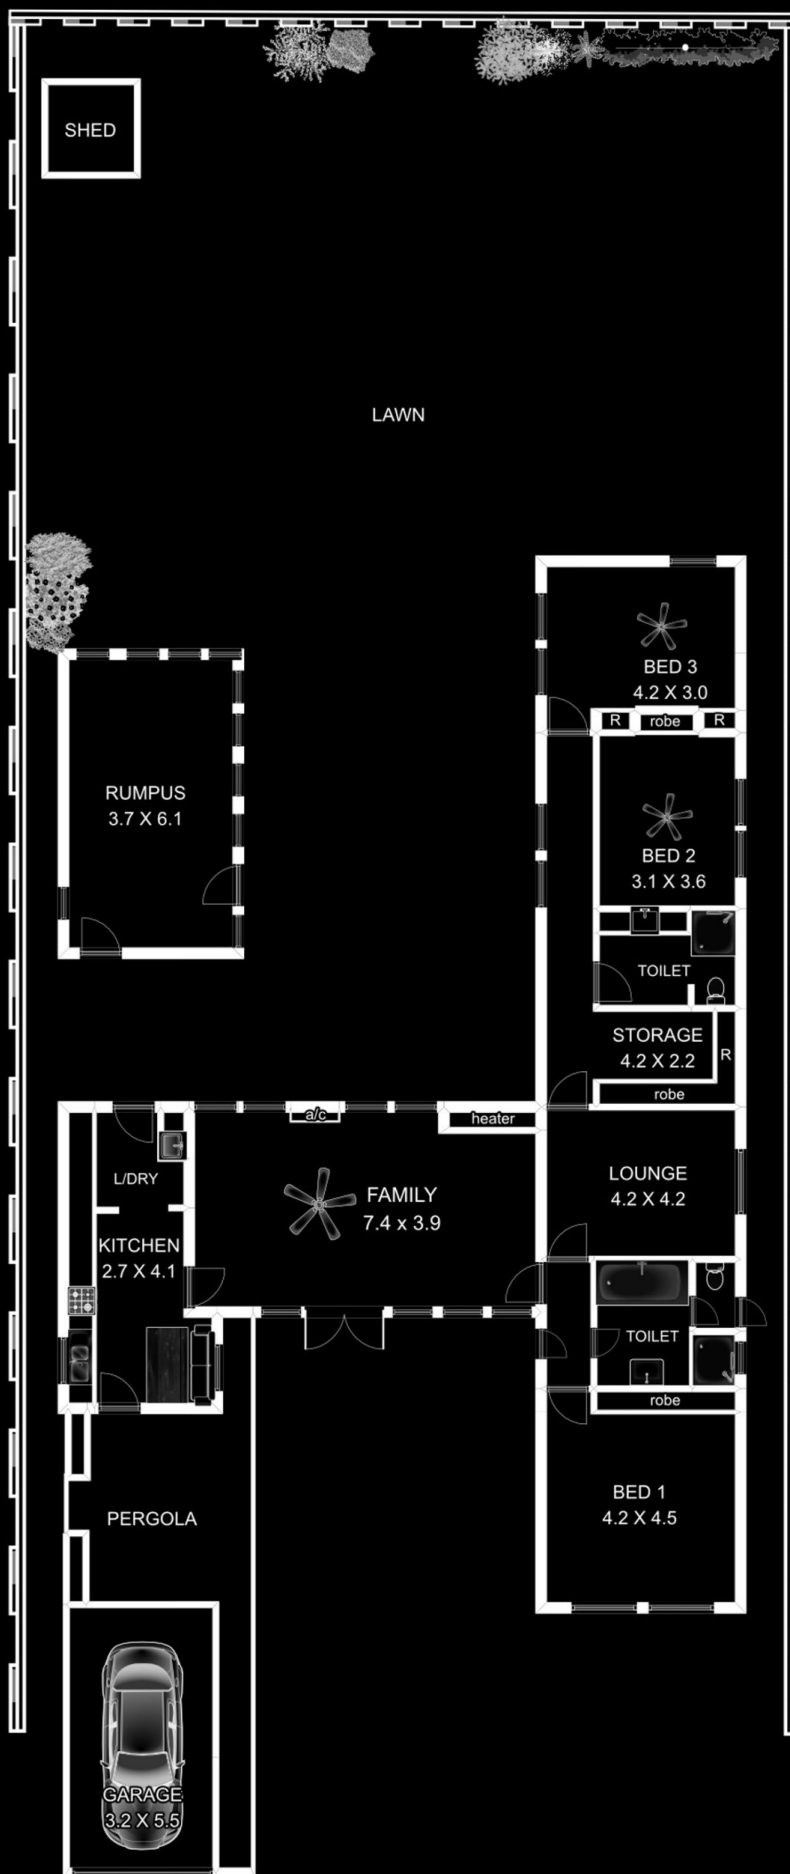 SHED
LAWN
BED 3
4.2 X 3.0
R
robe
R
RUMPUS
3.7 X 6.1
BED 2
3.1 X 3.6
TOILET
STORAGE
4.2 X 2.2
R
robe
a/c
heater
L/DRY
FAMILY
7.4 x 3.9
LOUNGE
4.2 X 4.2
KITCHEN
2.7 X 4.1
TOILET
robe
BED 1
4.2 X 4.5
PERGOLA
GARAGE
3.2 X 5.5